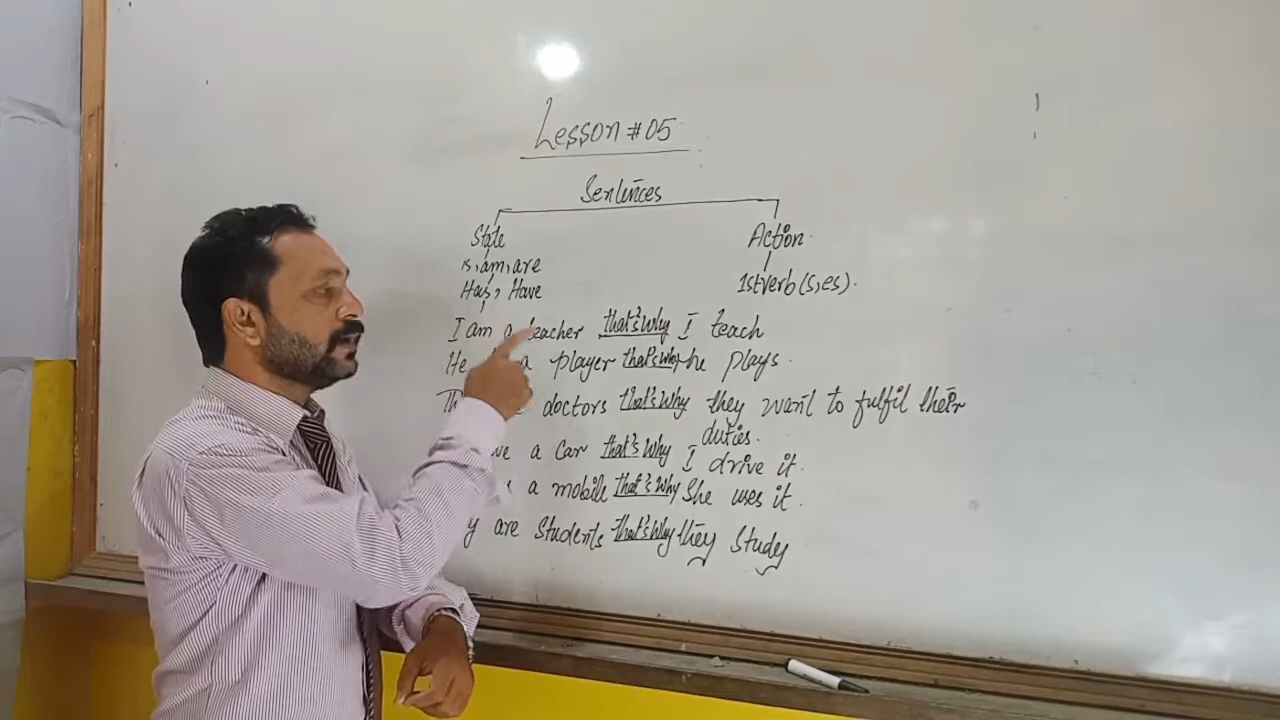 Lesson #05
Sentences
State Action
is, am, are
Has, Have 1st verb (s,es).
I am a teacher that's why I teach
He a player that's why he plays.
doctors that's why they want to fulfil their
duties.
a car that's why I drive it.
a mobile that's why She uses it.
are students that's why they study